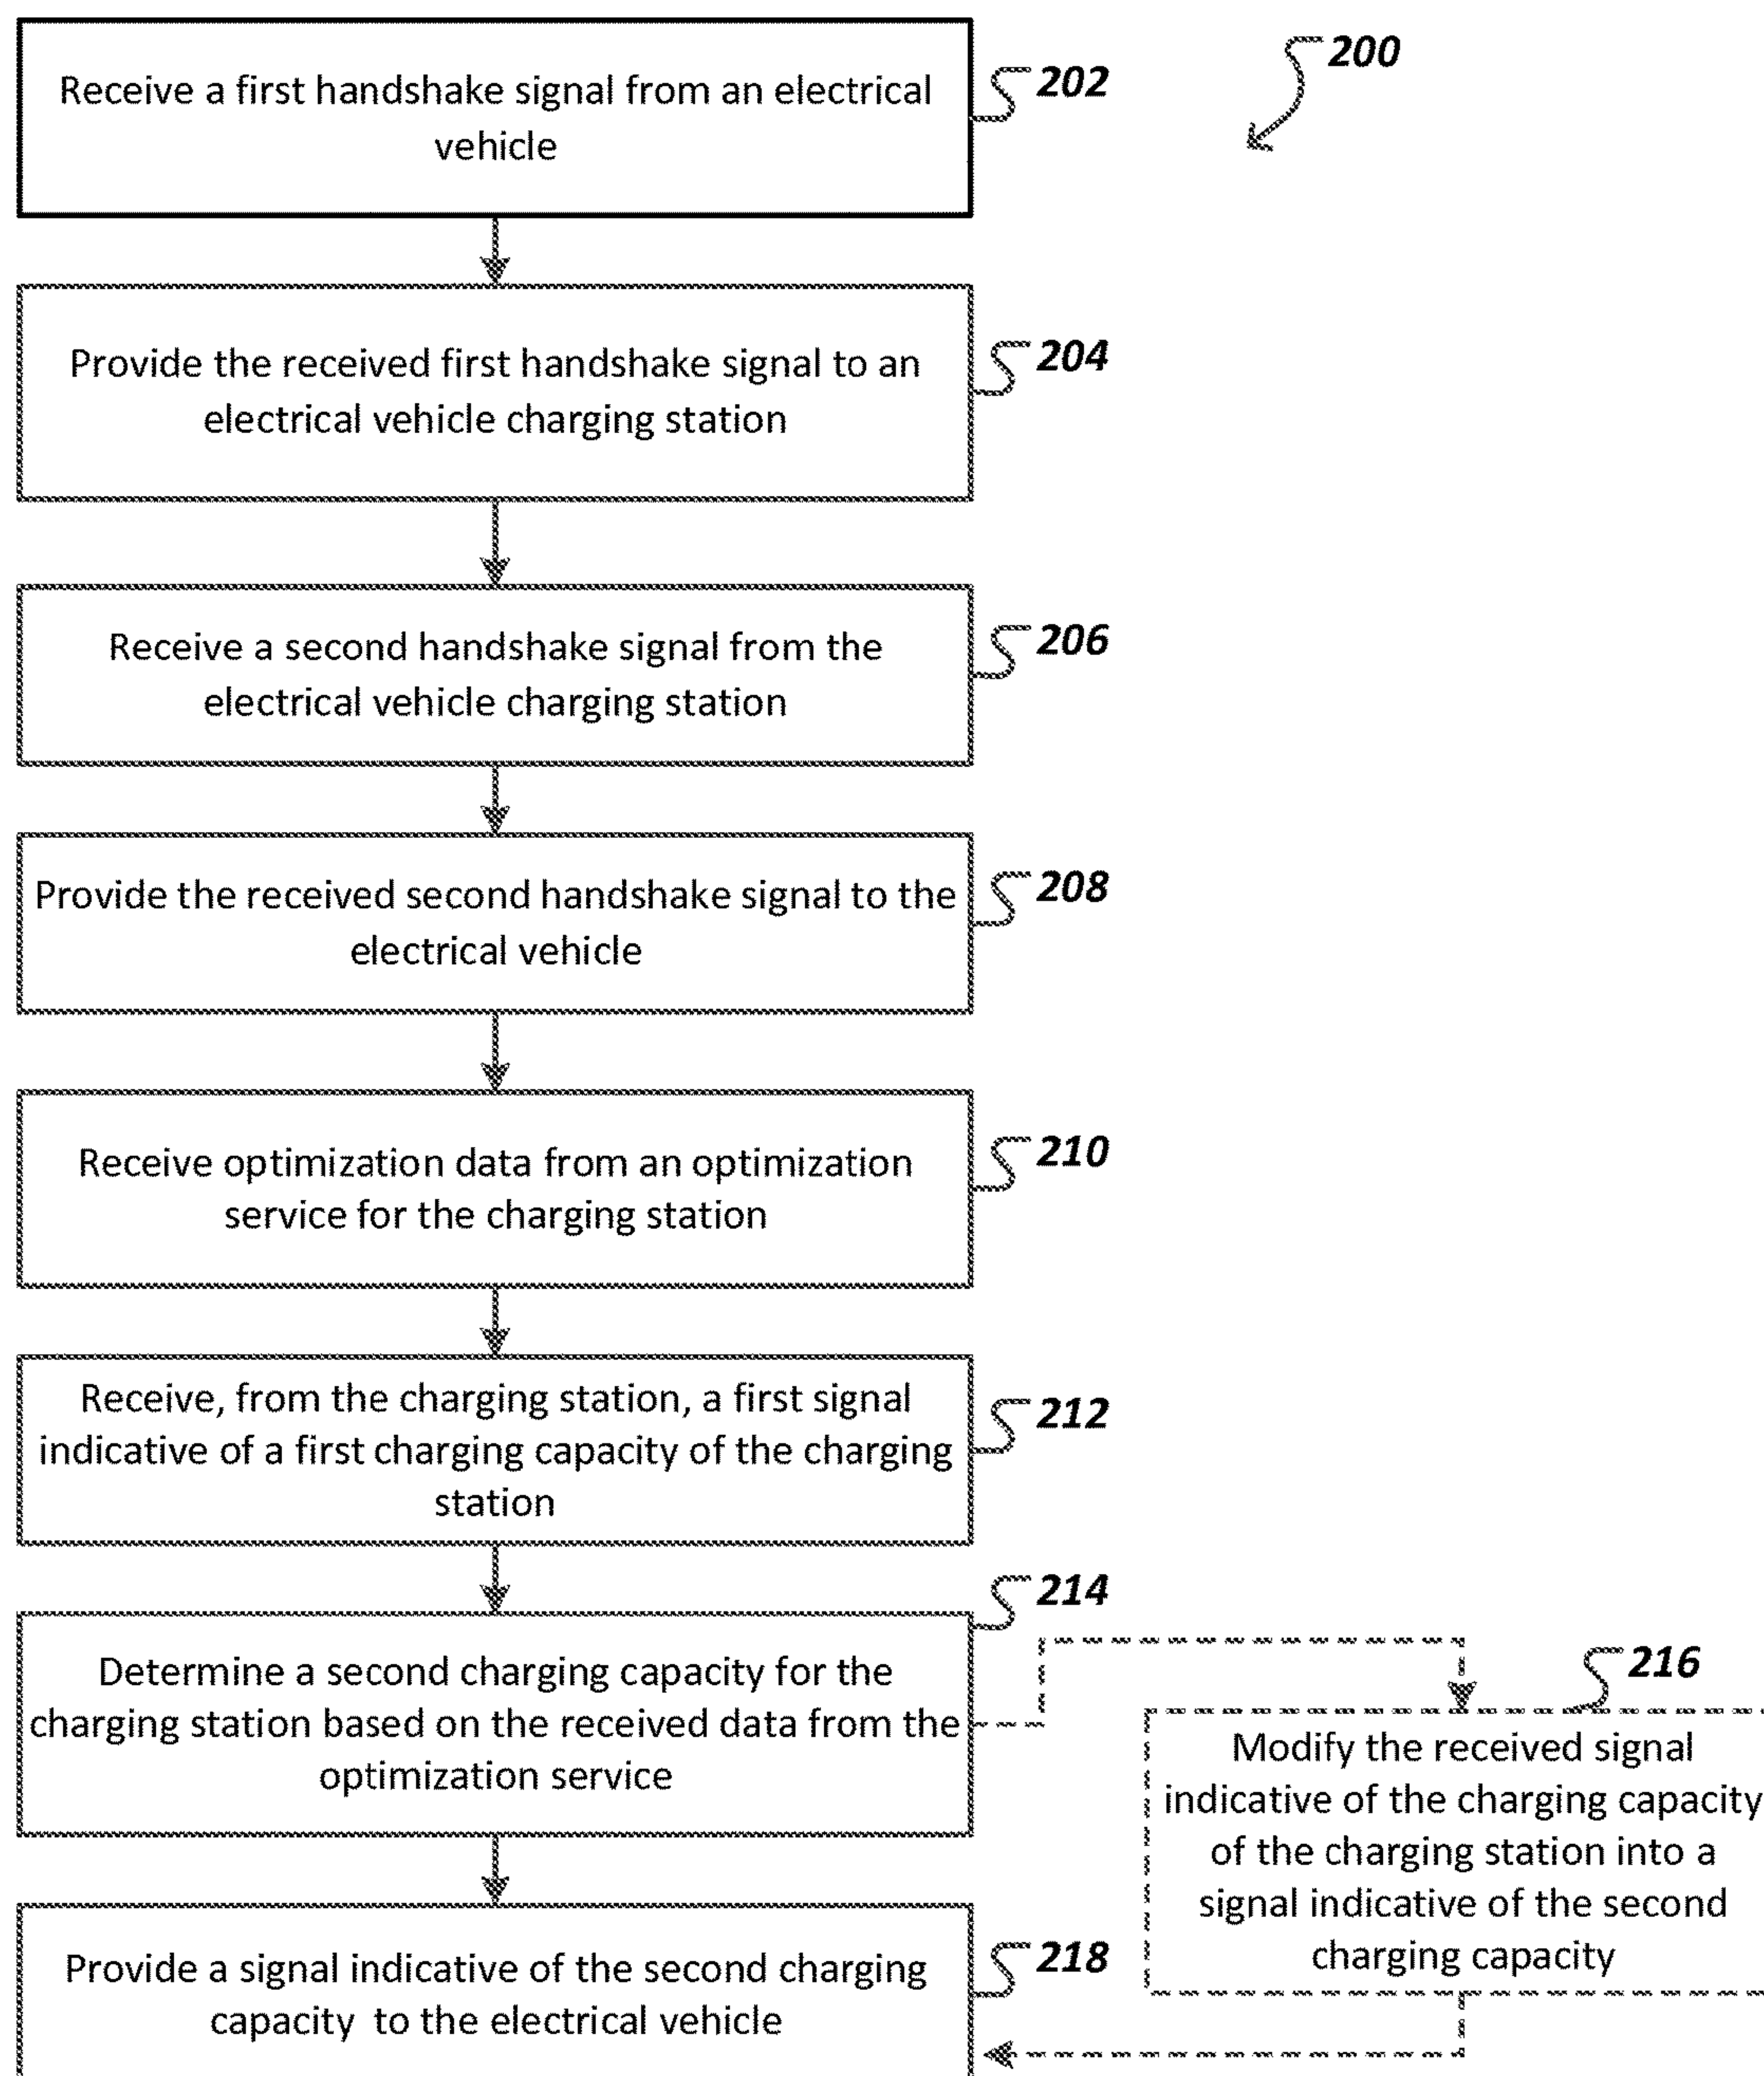 Receive a first handshake signal from an electrical
vehicle
202
200
Provide the received first handshake signal to an
electrical vehicle charging station
204
Receive a second handshake signal from the
electrical vehicle charging station
206
Provide the received second handshake signal to the
electrical vehicle
208
Receive optimization data from an optimization
service for the charging station
210
Receive, from the charging station, a first signal
indicative of a first charging capacity of the charging
station
212
Determine a second charging capacity for the
charging station based on the received data from the
optimization service
214
Modify the received signal
indicative of the charging capacity
of the charging station into a
signal indicative of the second
charging capacity
216
Provide a signal indicative of the second charging
capacity to the electrical vehicle
218